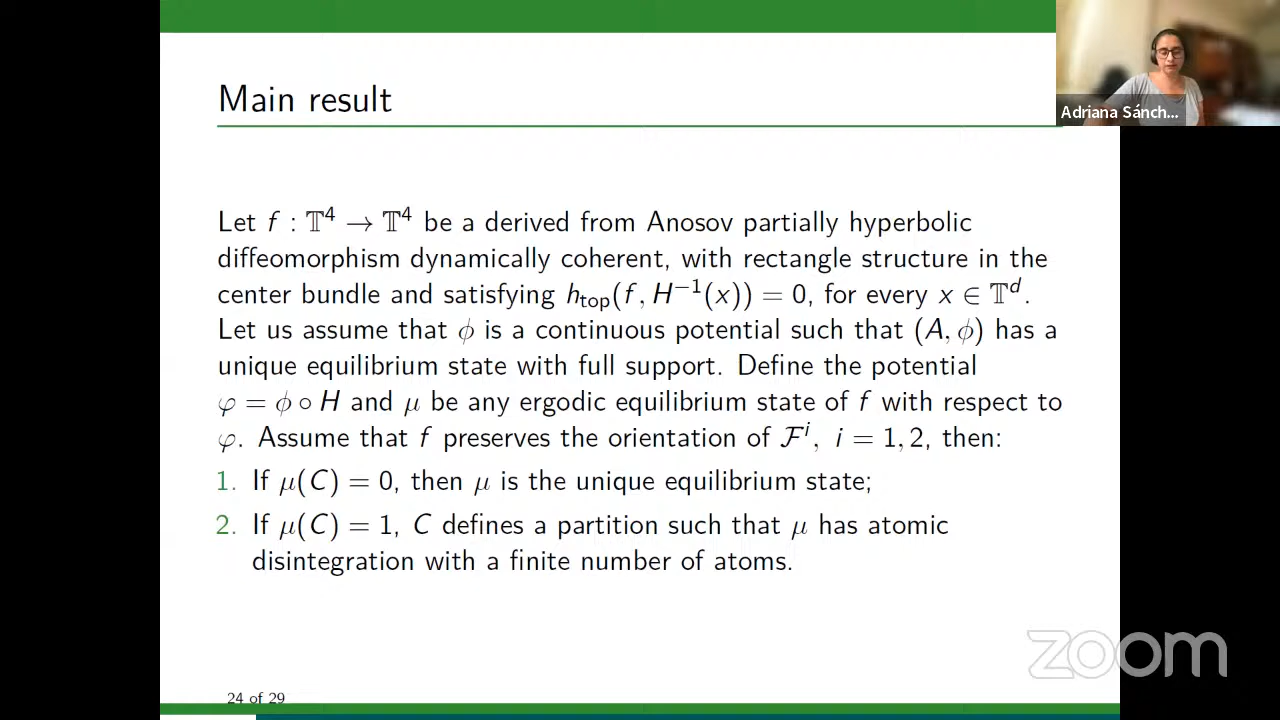 Main result
Adriana Sánch...
Let f : 𝕋⁴ → 𝕋⁴ be a derived from Anosov partially hyperbolic
diffeomorphism dynamically coherent, with rectangle structure in the
center bundle and satisfying h_top(f, H⁻¹(x)) = 0, for every x ∈ 𝕋ᵈ.
Let us assume that ϕ is a continuous potential such that (A, ϕ) has a
unique equilibrium state with full support. Define the potential
φ = ϕ ∘ H and μ be any ergodic equilibrium state of f with respect to
φ. Assume that f preserves the orientation of ℱⁱ, i = 1, 2, then:
1. If μ(C) = 0, then μ is the unique equilibrium state;
2. If μ(C) = 1, C defines a partition such that μ has atomic
disintegration with a finite number of atoms.
zoom
24 of 29